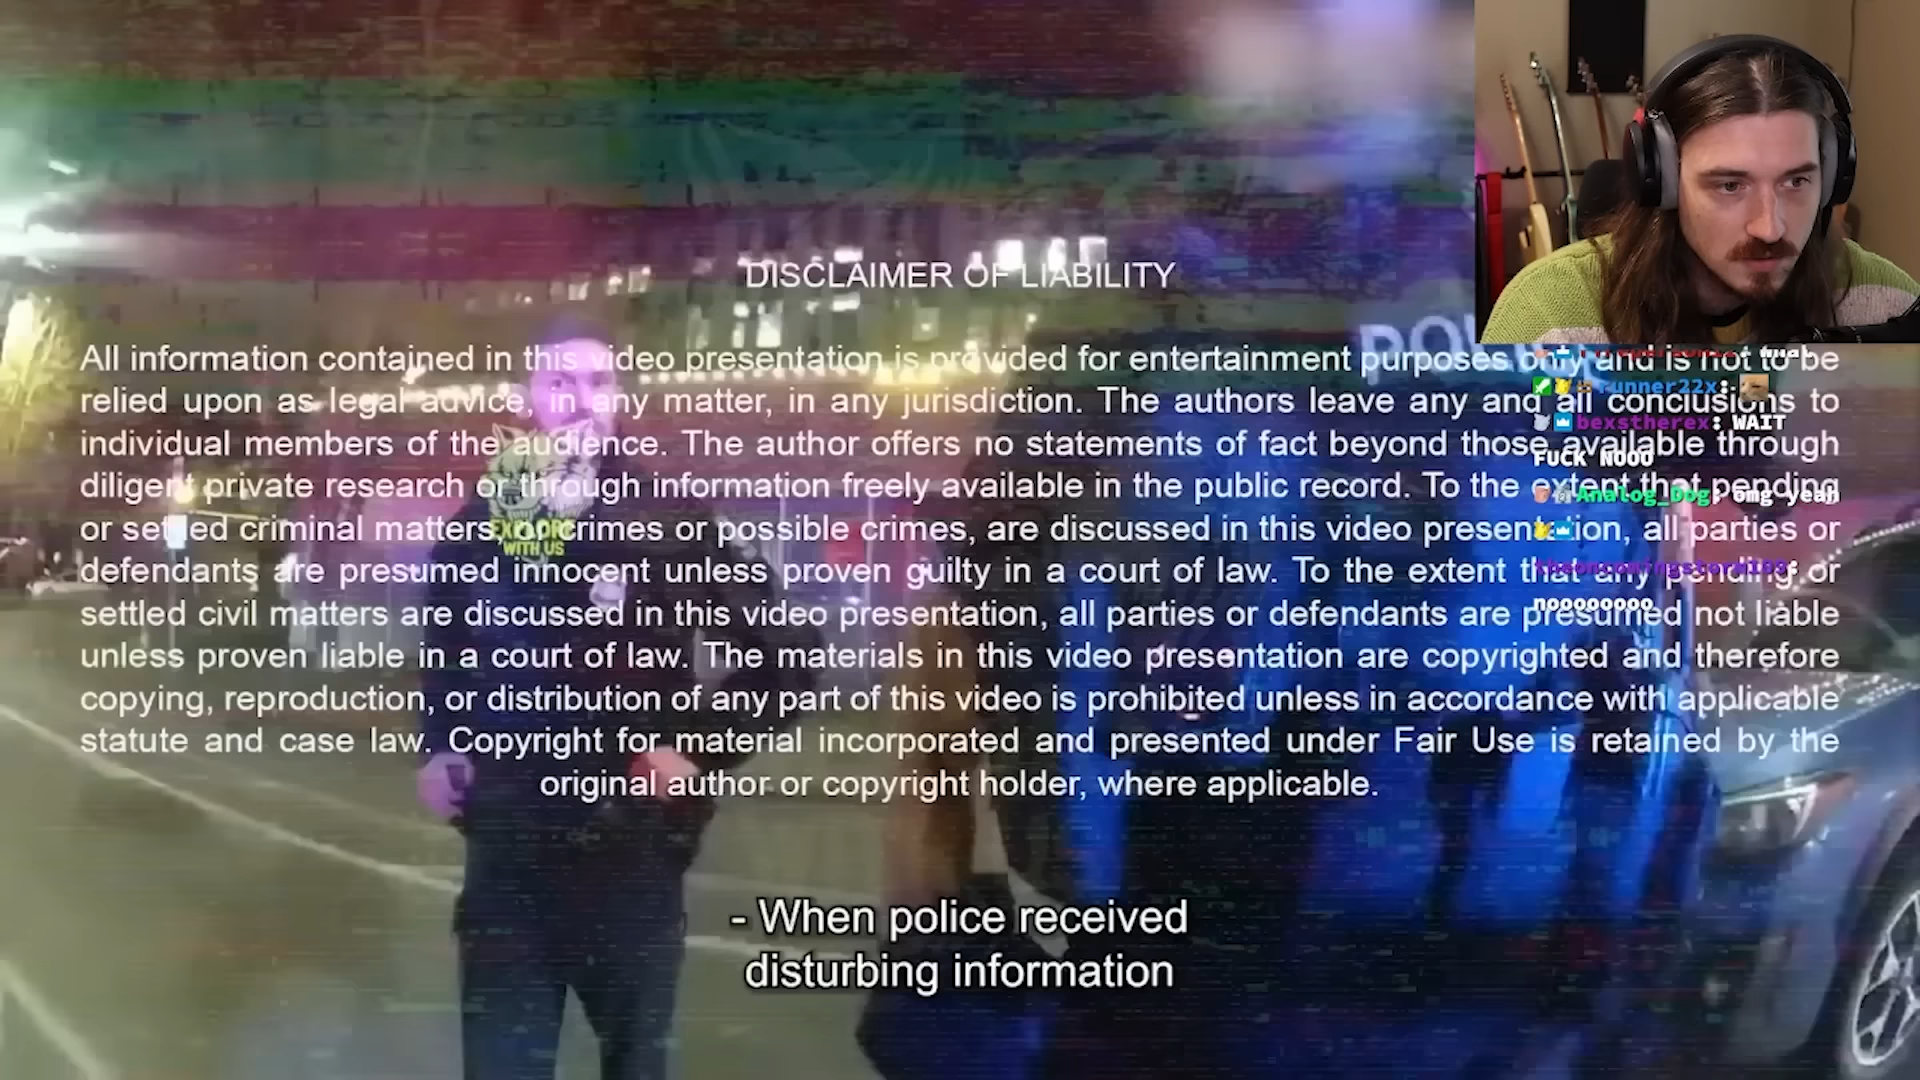 DISCLAIMER OF LIABILITY
All information contained in this video presentation is provided for entertainment purposes only and is not to be
relied upon as legal advice, in any matter, in any jurisdiction. The authors leave any and all conclusions to
individual members of the audience. The author offers no statements of fact beyond those available through
diligent private research or through information freely available in the public record. To the extent that pending
or settled criminal matters, or crimes or possible crimes, are discussed in this video presentation, all parties or
defendants are presumed innocent unless proven guilty in a court of law. To the extent that any pending or
settled civil matters are discussed in this video presentation, all parties or defendants are presumed not liable
unless proven liable in a court of law. The materials in this video presentation are copyrighted and therefore
copying, reproduction, or distribution of any part of this video is prohibited unless in accordance with applicable
statute and case law. Copyright for material incorporated and presented under Fair Use is retained by the
original author or copyright holder, where applicable.
EXPLORE
WITH US
- When police received
disturbing information
runner22x:
bexstherex: WAIT
FUCK NOOO
Analog_Dog: omg yeah
nooooooooo